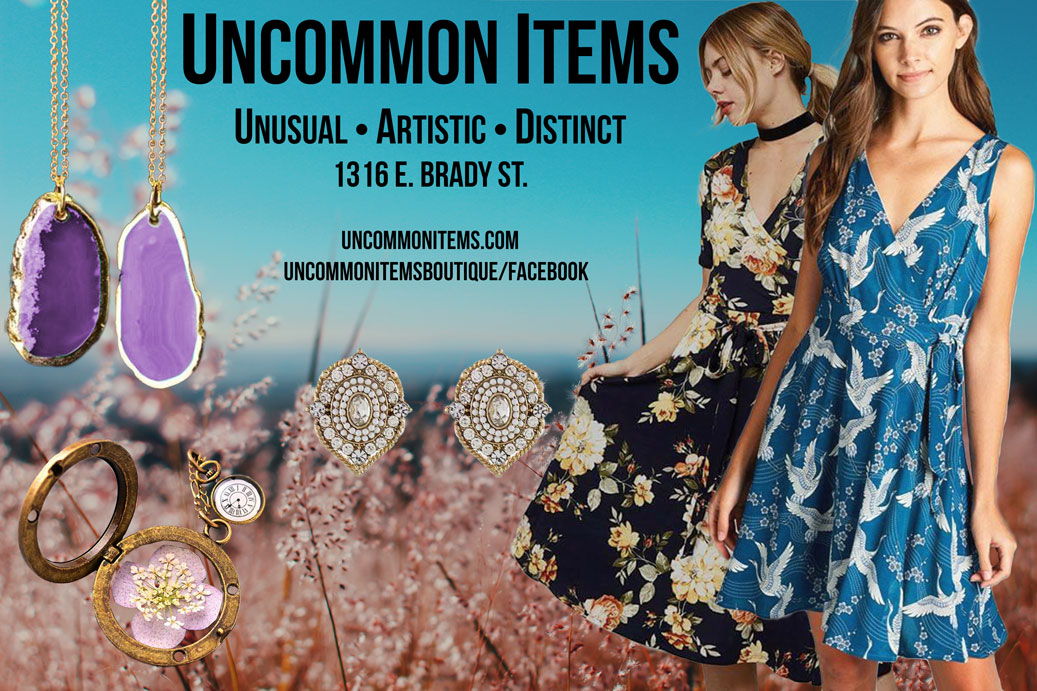 Uncommon Items
Unusual • Artistic • Distinct
1316 E. Brady St.
uncommonitems.com
uncommonitemsboutique/facebook